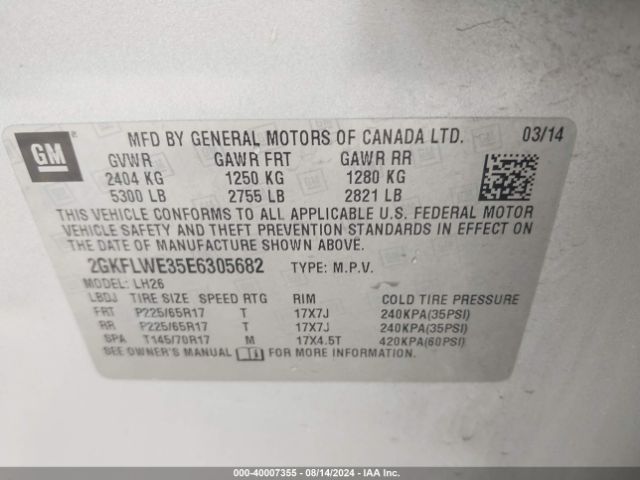 GM
MFD BY GENERAL MOTORS OF CANADA LTD. 03/14
GVWR GAWR FRT GAWR RR
2404 KG 1250 KG 1280 KG
5300 LB 2755 LB 2821 LB
THIS VEHICLE CONFORMS TO ALL APPLICABLE U.S. FEDERAL MOTOR
VEHICLE SAFETY AND THEFT PREVENTION STANDARDS IN EFFECT ON
THE DATE OF MANUFACTURE SHOWN ABOVE.
2GKFLWE35E6305682 TYPE: M.P.V.
MODEL: LH26
LBDJ TIRE SIZE SPEED RTG RIM COLD TIRE PRESSURE
FRT P225/65R17 T 17X7J 240KPA(35PSI)
RR P225/65R17 T 17X7J 240KPA(35PSI)
SPA T145/70R17 M 17X4.5T 420KPA(60PSI)
SEE OWNER'S MANUAL FOR MORE INFORMATION.
000-40007355 - 08/14/2024 - IAAI.com